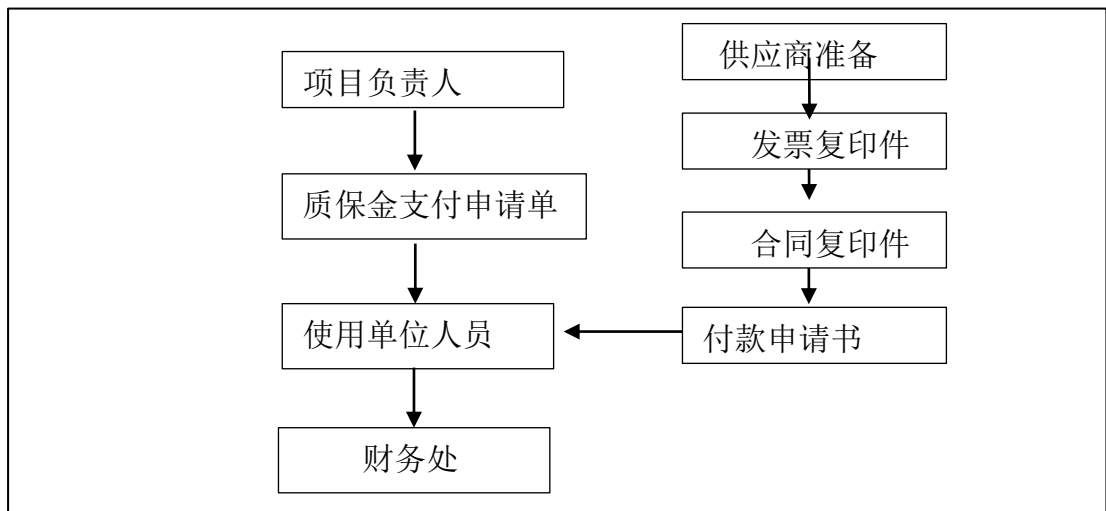 供应商准备
项目负责人
发票复印件
质保金支付申请单
合同复印件
使用单位人员
付款申请书
财务处